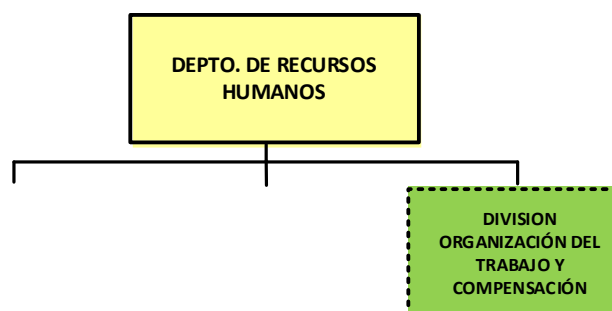 DEPTO. DE RECURSOS
HUMANOS
DIVISION
ORGANIZACIÓN DEL
TRABAJO Y
COMPENSACIÓN